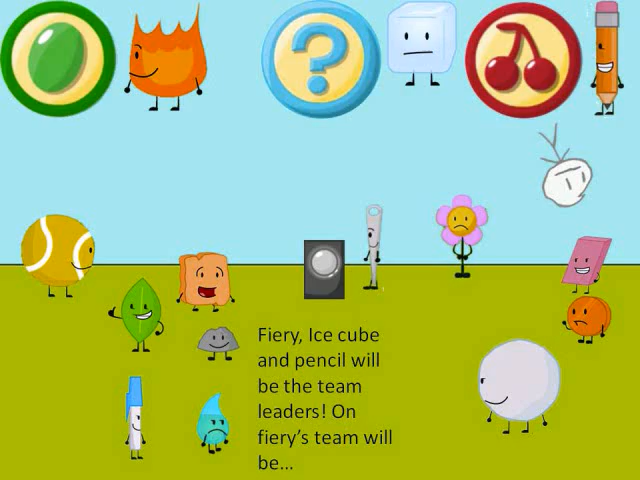 ?
Fiery, Ice cube
and pencil will
be the team
leaders! On
fiery's team will
be...